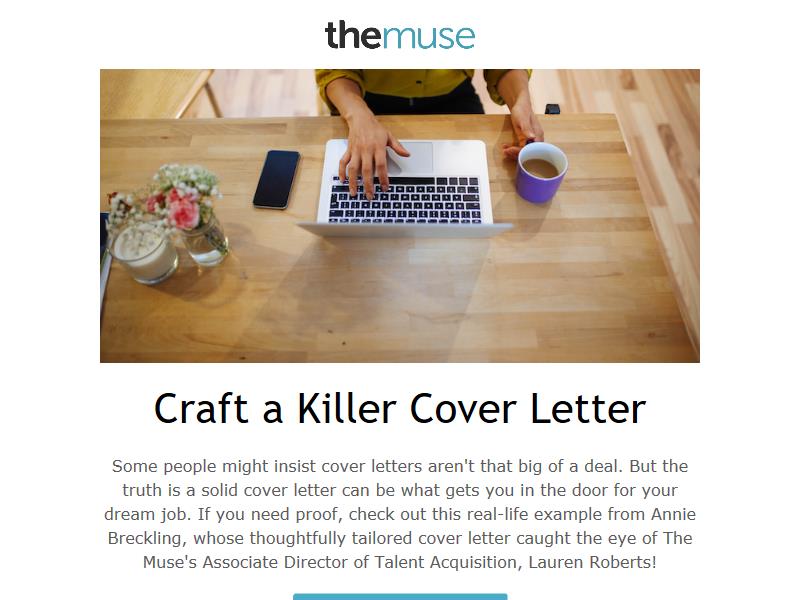 themuse
Craft a Killer Cover Letter
Some people might insist cover letters aren't that big of a deal. But the
truth is a solid cover letter can be what gets you in the door for your
dream job. If you need proof, check out this real-life example from Annie
Breckling, whose thoughtfully tailored cover letter caught the eye of The
Muse's Associate Director of Talent Acquisition, Lauren Roberts!